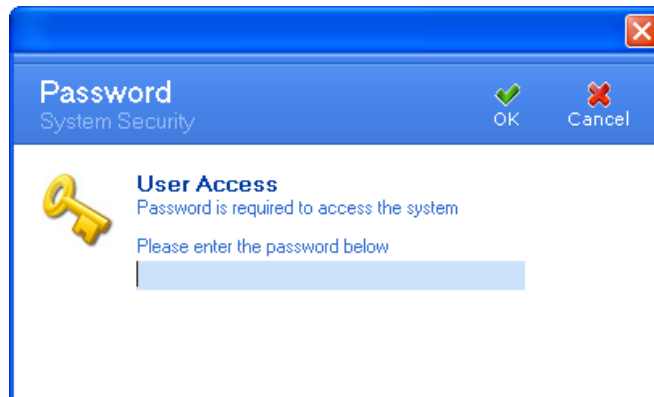 Password
System Security
OK
Cancel
User Access
Password is required to access the system
Please enter the password below